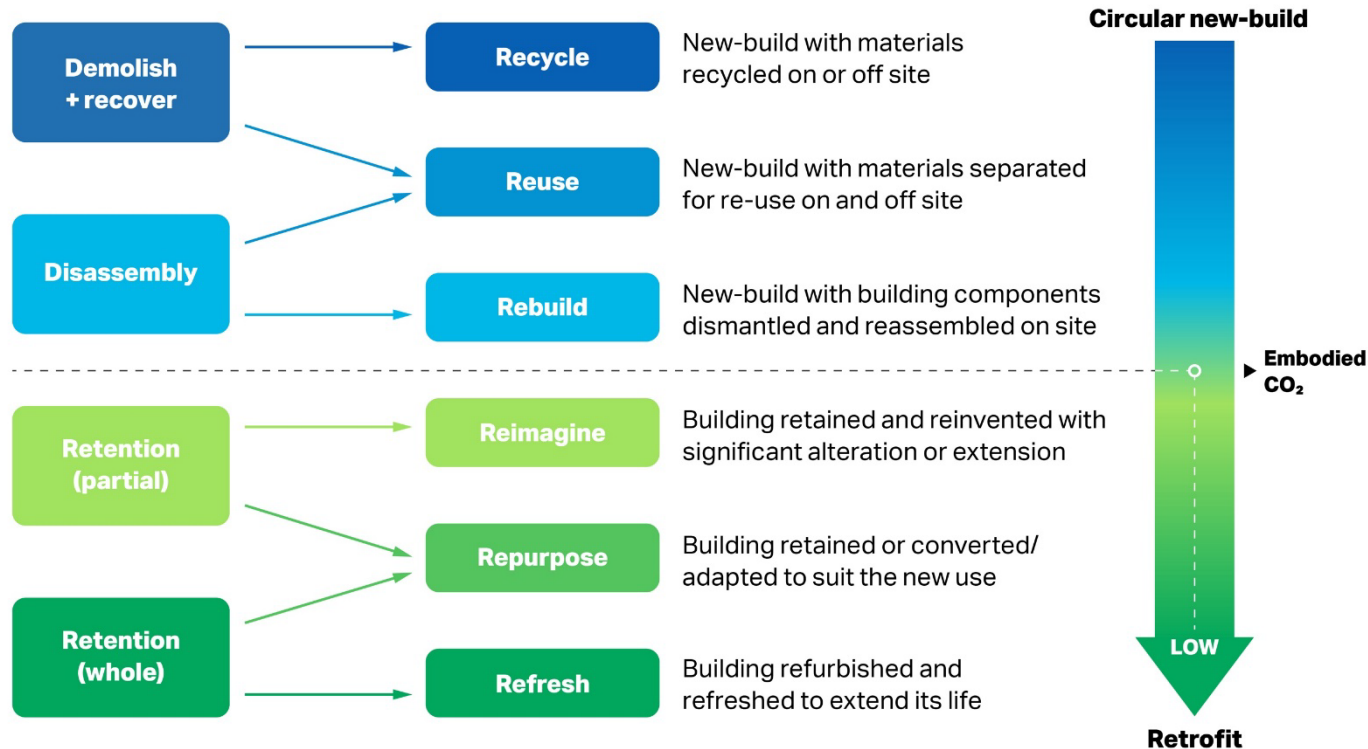 Circular new-build
Demolish
+ recover
Recycle
New-build with materials
recycled on or off site
Reuse
New-build with materials separated
for re-use on and off site
Disassembly
Rebuild
New-build with building components
dismantled and reassembled on site
Embodied
CO₂
Retention
(partial)
Reimagine
Building retained and reinvented with
significant alteration or extension
Repurpose
Building retained or converted/
adapted to suit the new use
Retention
(whole)
Refresh
Building refurbished and
refreshed to extend its life
LOW
Retrofit